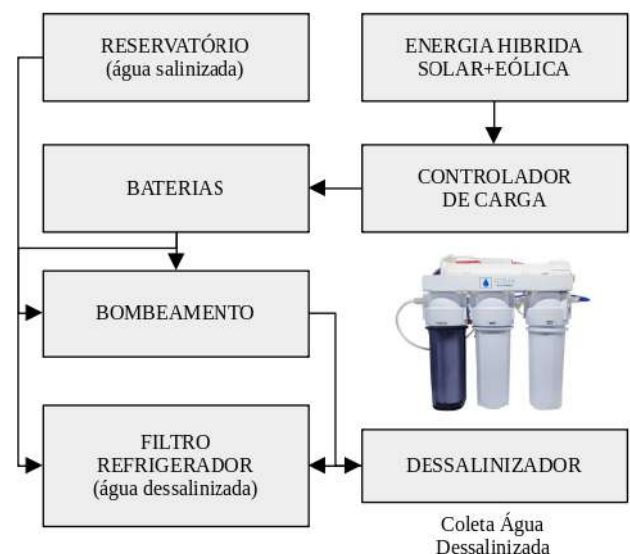 RESERVATÓRIO
(água salinizada)
ENERGIA HIBRIDA
SOLAR+EÓLICA
BATERIAS
CONTROLADOR
DE CARGA
BOMBEAMENTO
FILTRO
REFRIGERADOR
(água dessalinizada)
DESSALINIZADOR
Coleta Água
Dessalinizada